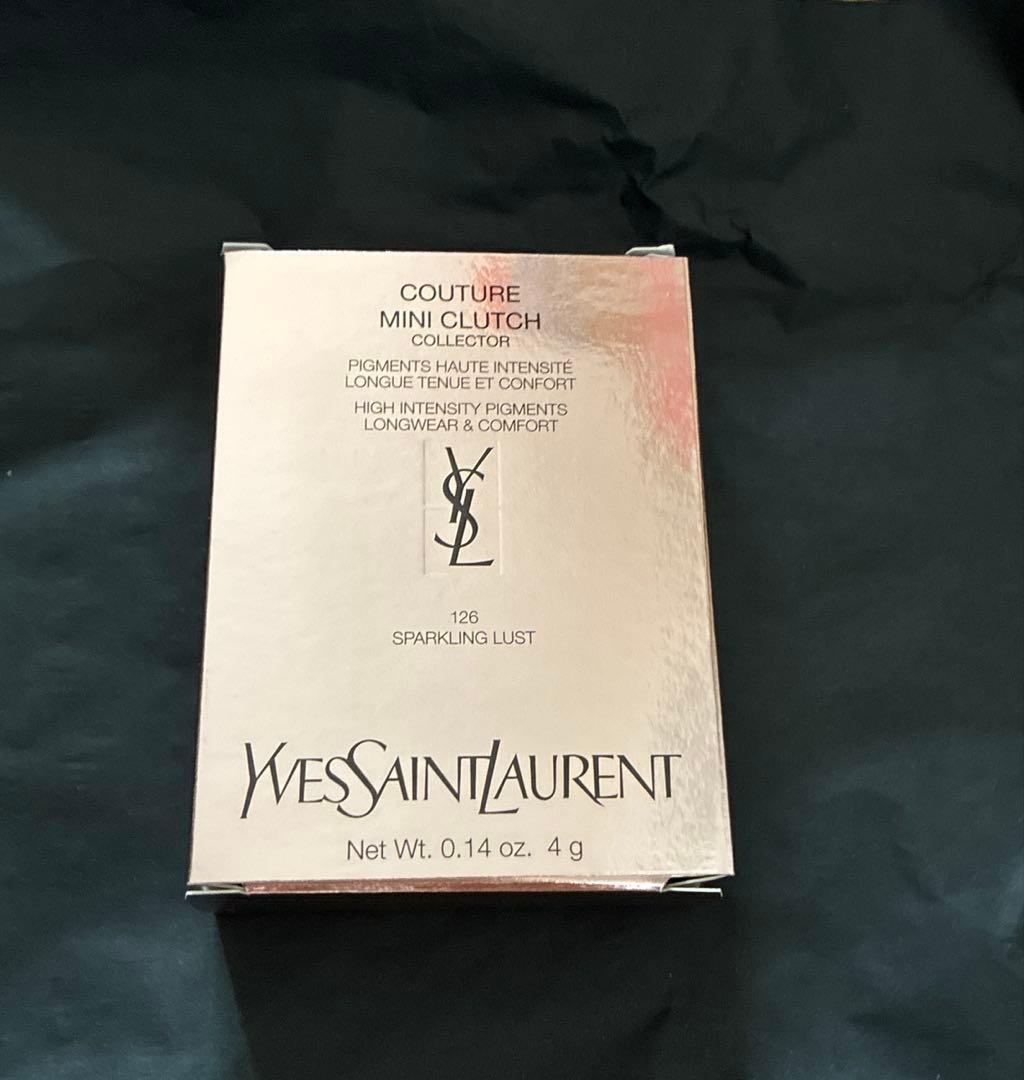 COUTURE
MINI CLUTCH
COLLECTOR
PIGMENTS HAUTE INTENSITÉ
LONGUE TENUE ET CONFORT
HIGH INTENSITY PIGMENTS
LONGWEAR & COMFORT
YSL
126
SPARKLING LUST
YVESSAINTLAURENT
Net Wt. 0.14 oz. 4 g